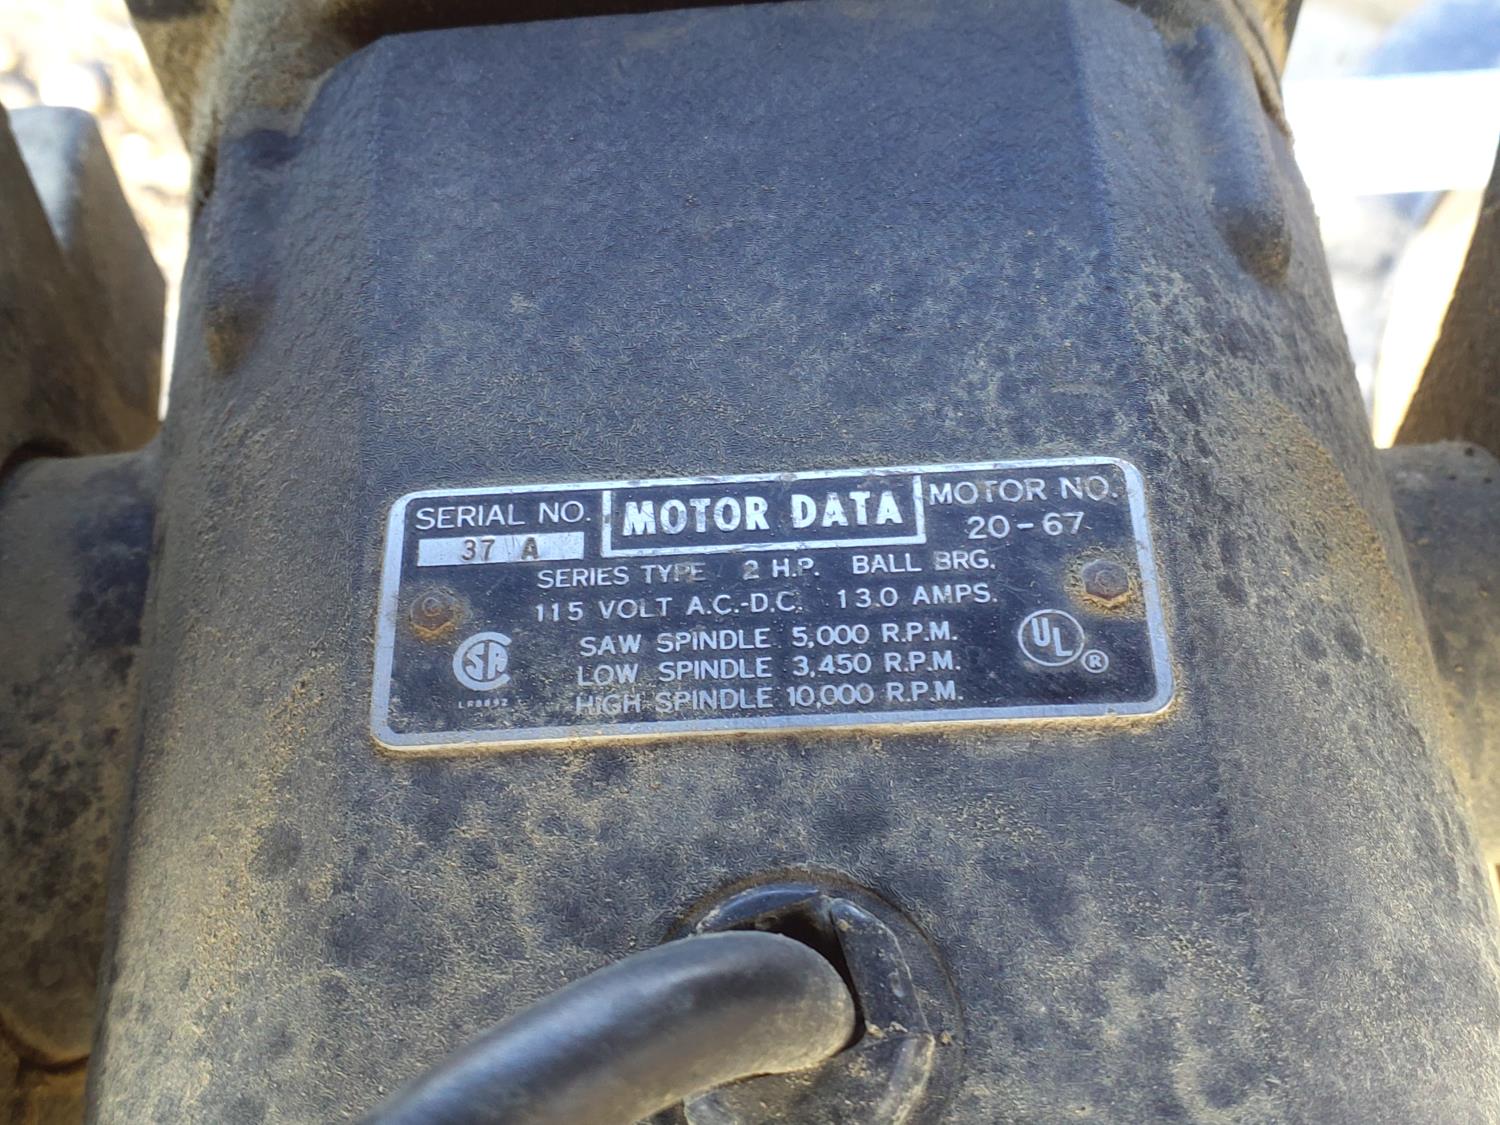 SERIAL NO.
37 A
MOTOR DATA
MOTOR NO.
20-67
SERIES TYPE 2 H.P. BALL BRG.
115 VOLT A.C.-D.C. 13.0 AMPS.
SAW SPINDLE 5,000 R.P.M.
LOW SPINDLE 3,450 R.P.M.
HIGH SPINDLE 10,000 R.P.M.
SA
UL
®